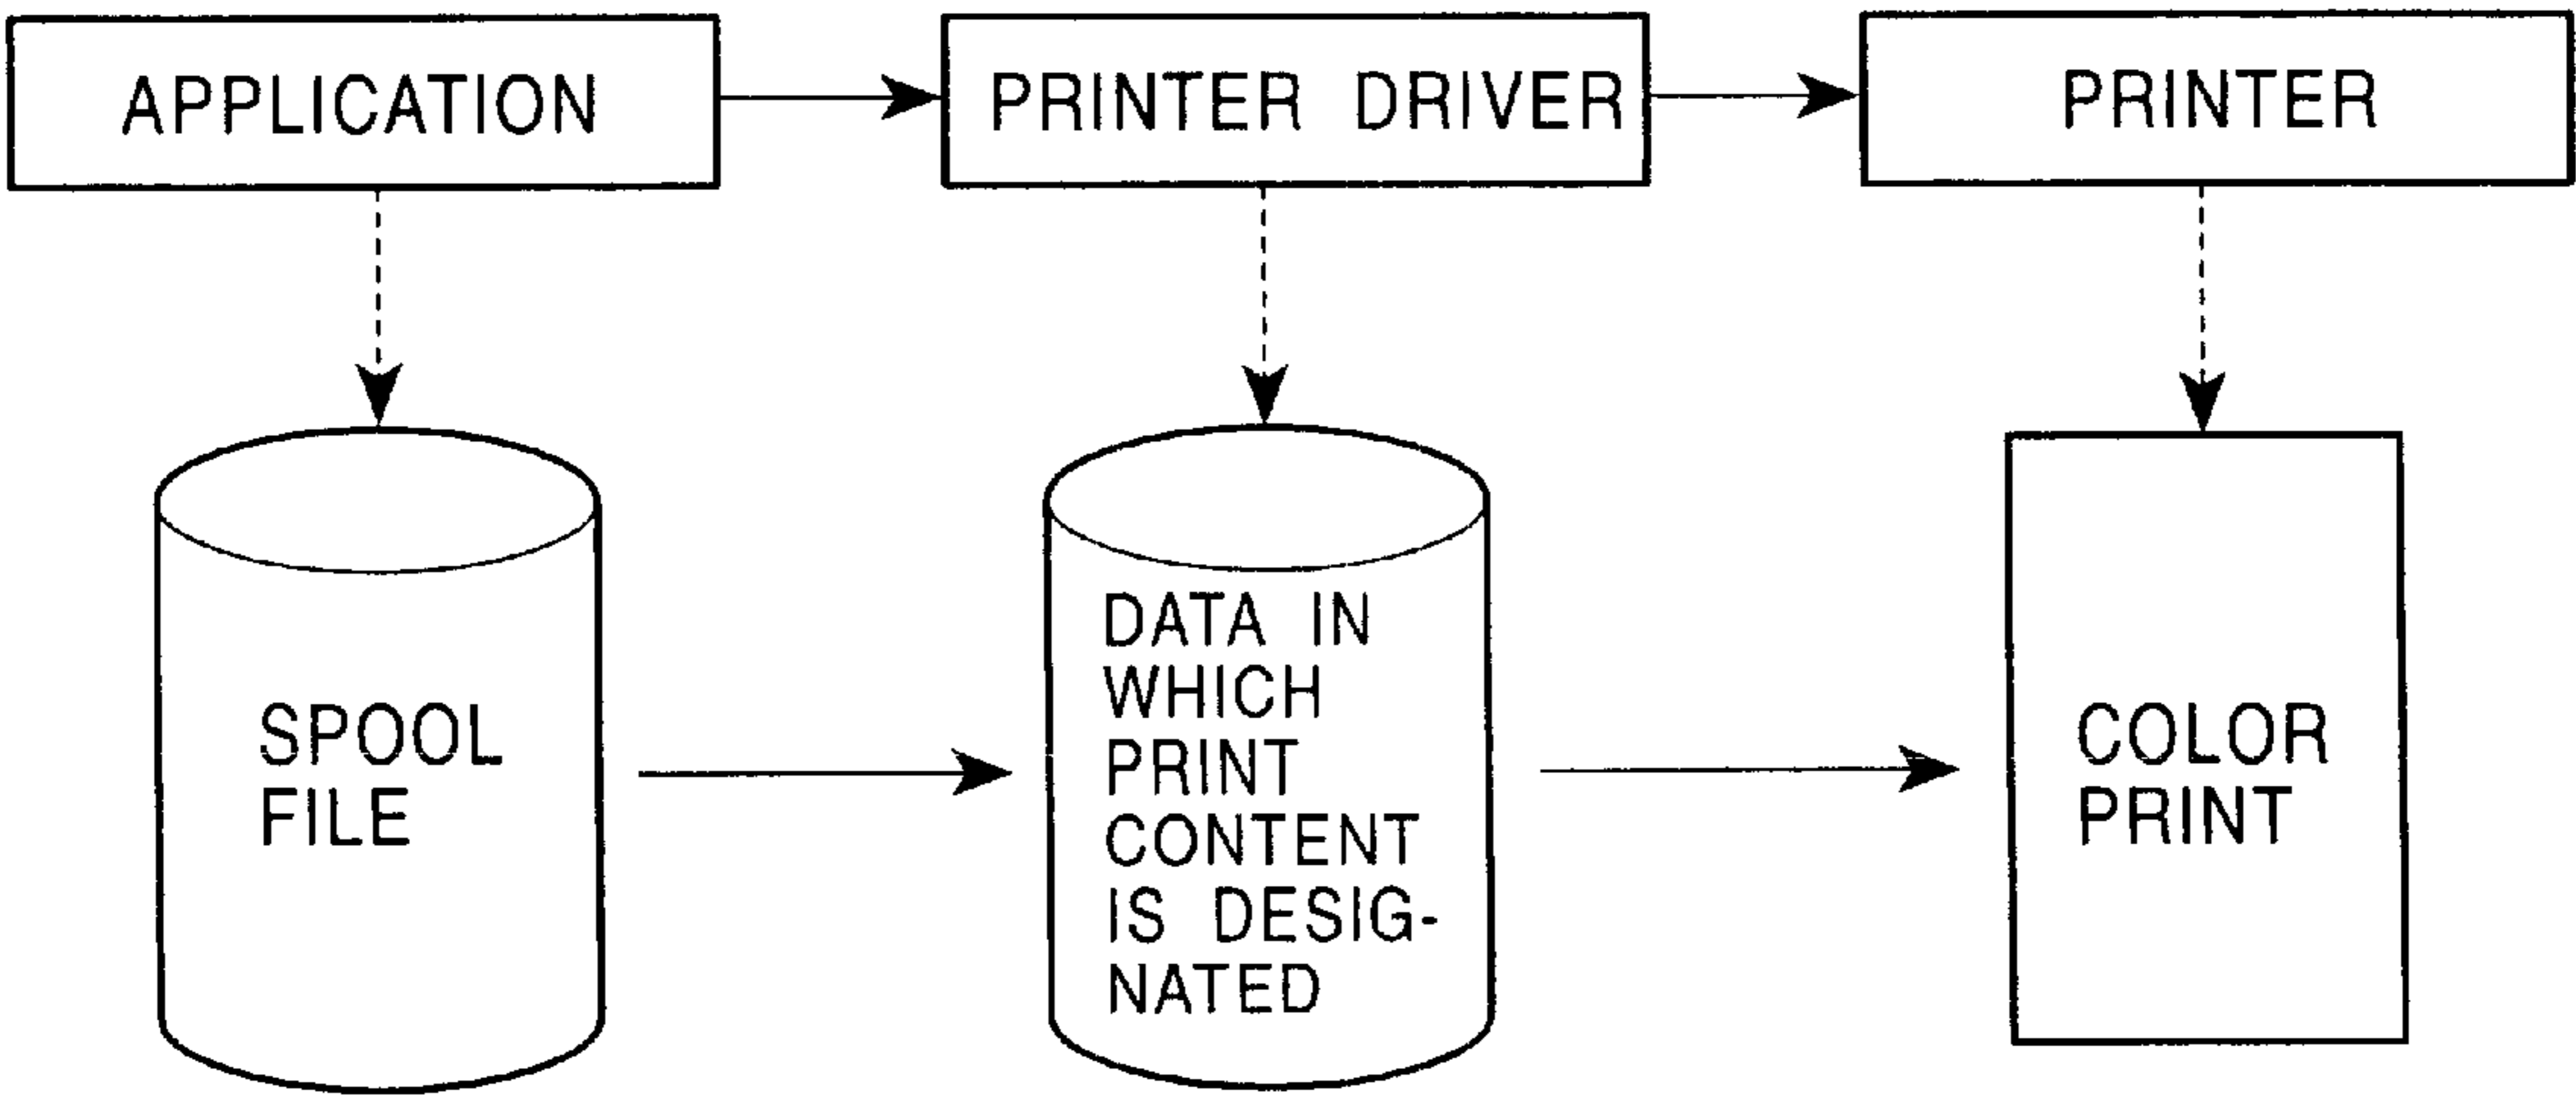 APPLICATION
PRINTER DRIVER
PRINTER
SPOOL
FILE
DATA IN
WHICH
PRINT
CONTENT
IS DESIG-
NATED
COLOR
PRINT